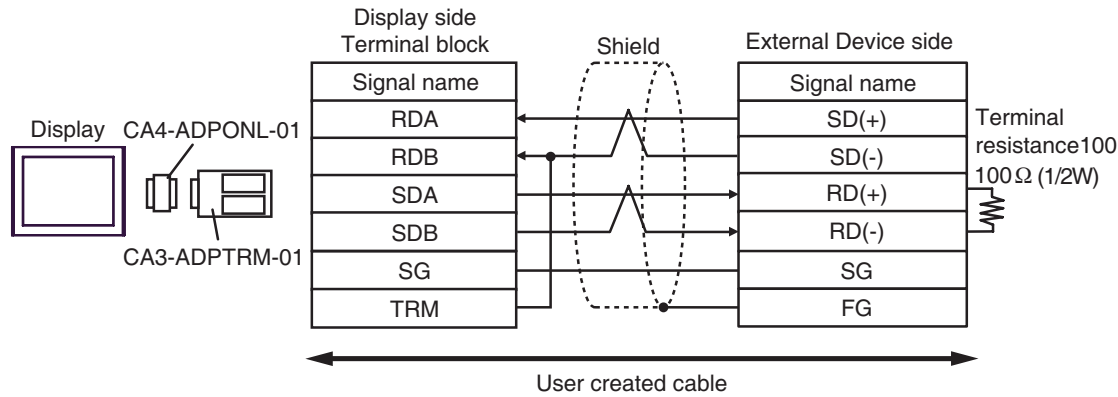 Display side
Terminal block
Shield
External Device side
Signal name
Signal name
RDA
SD(+)
Terminal
resistance100
100Ω (1/2W)
Display
CA4-ADPONL-01
RDB
SD(-)
SDA
RD(+)
SDB
RD(-)
CA3-ADPTRM-01
SG
SG
TRM
FG
User created cable